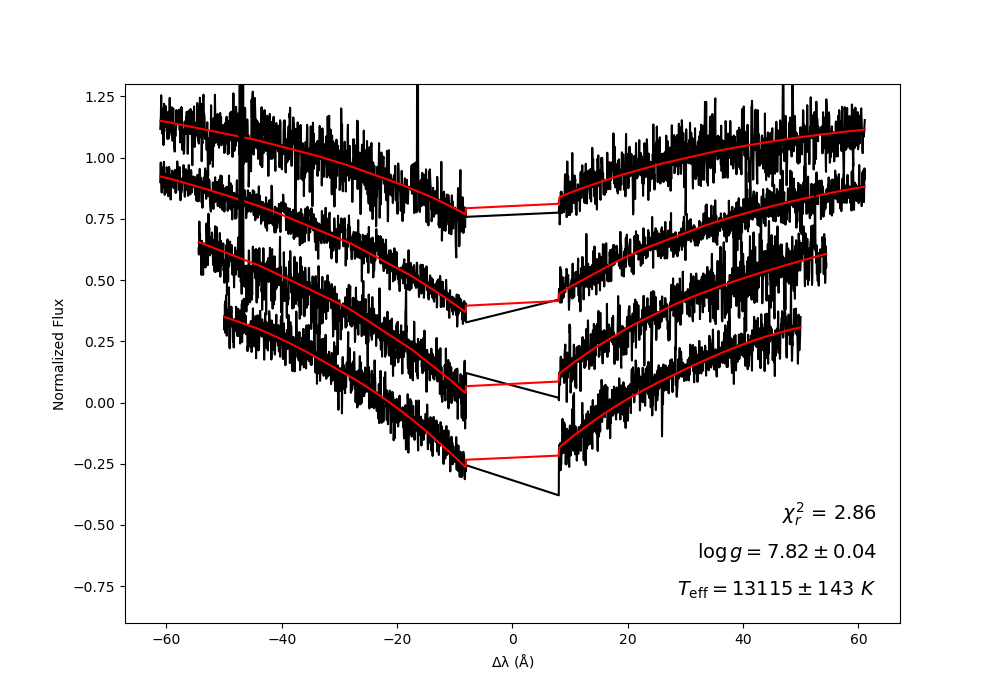 1.25
1.00
0.75
0.50
0.25
0.00
−0.25
−0.50
−0.75
Normalized Flux
χ²ᵣ = 2.86
log g = 7.82 ± 0.04
T_eff = 13115 ± 143 K
−60 −40 −20 0 20 40 60
Δλ (Å)